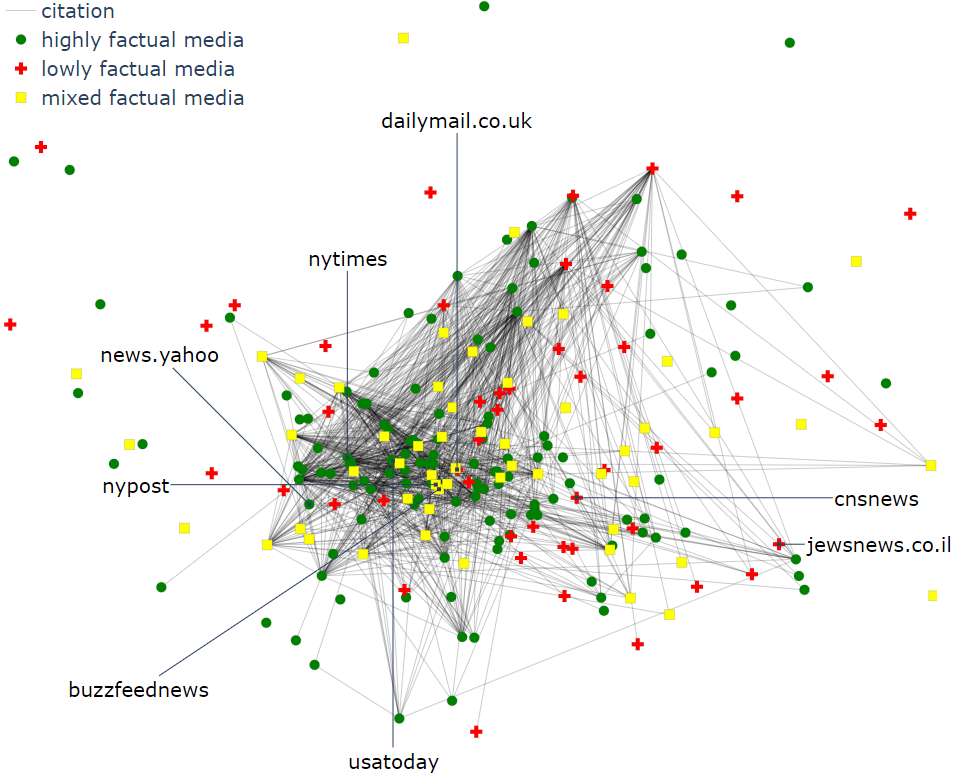 citation
highly factual media
lowly factual media
mixed factual media
dailymail.co.uk
nytimes
news.yahoo
nypost
cnsnews
jewsnews.co.il
buzzfeednews
usatoday